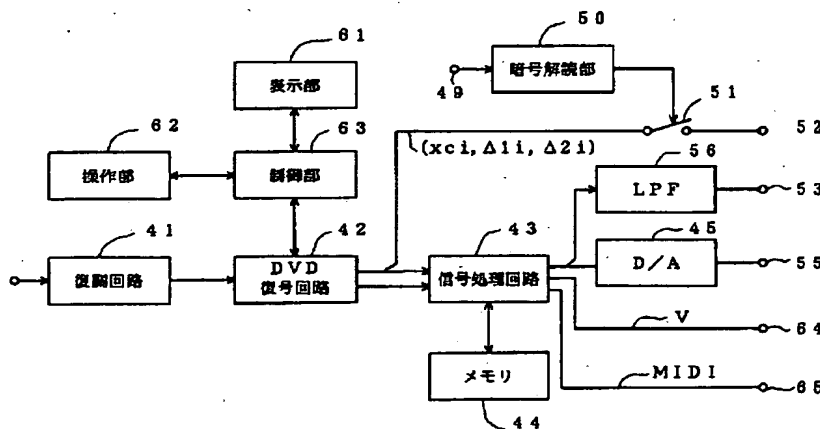 61
50
表示部
暗号解読部
49
51
62
63
52
(xci, Δ1i, Δ2i)
56
操作部
制御部
LPF
53
41
42
43
45
復調回路
DVD
復号回路
信号処理回路
D/A
55
V
64
メモリ
MIDI
65
44